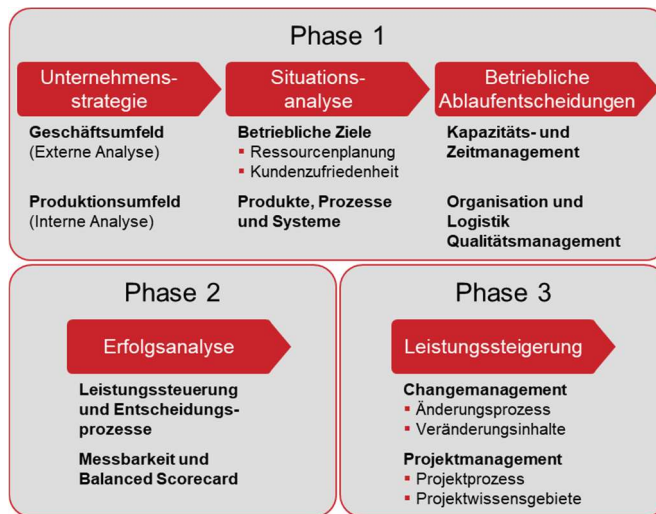 Phase 1
Unternehmens-
strategie
Geschäftsumfeld
(Externe Analyse)
Produktionsumfeld
(Interne Analyse)
Situations-
analyse
Betriebliche Ziele
▪ Ressourcenplanung
▪ Kundenzufriedenheit
Produkte, Prozesse
und Systeme
Betriebliche
Ablaufentscheidungen
Kapazitäts- und
Zeitmanagement
Organisation und
Logistik
Qualitätsmanagement
Phase 2
Erfolgsanalyse
Leistungssteuerung
und Entscheidungs-
prozesse
Messbarkeit und
Balanced Scorecard
Phase 3
Leistungssteigerung
Changemanagement
▪ Änderungsprozess
▪ Veränderungsinhalte
Projektmanagement
▪ Projektprozess
▪ Projektwissensgebiete